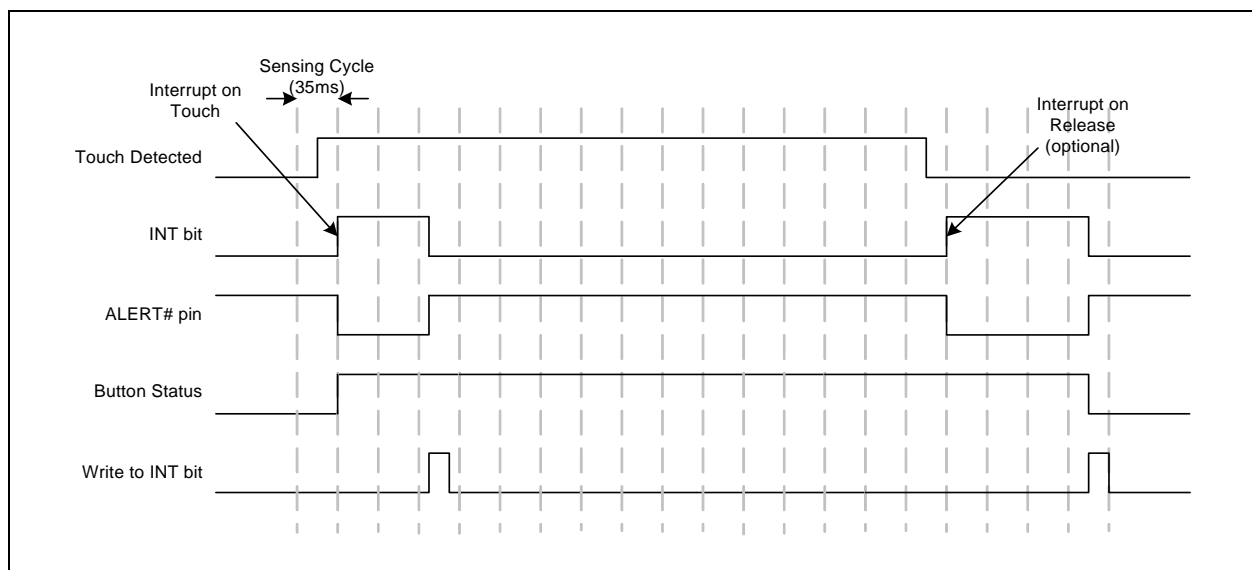 Sensing Cycle
(35ms)
Interrupt on
Touch
Interrupt on
Release
(optional)
Touch Detected
INT bit
ALERT# pin
Button Status
Write to INT bit